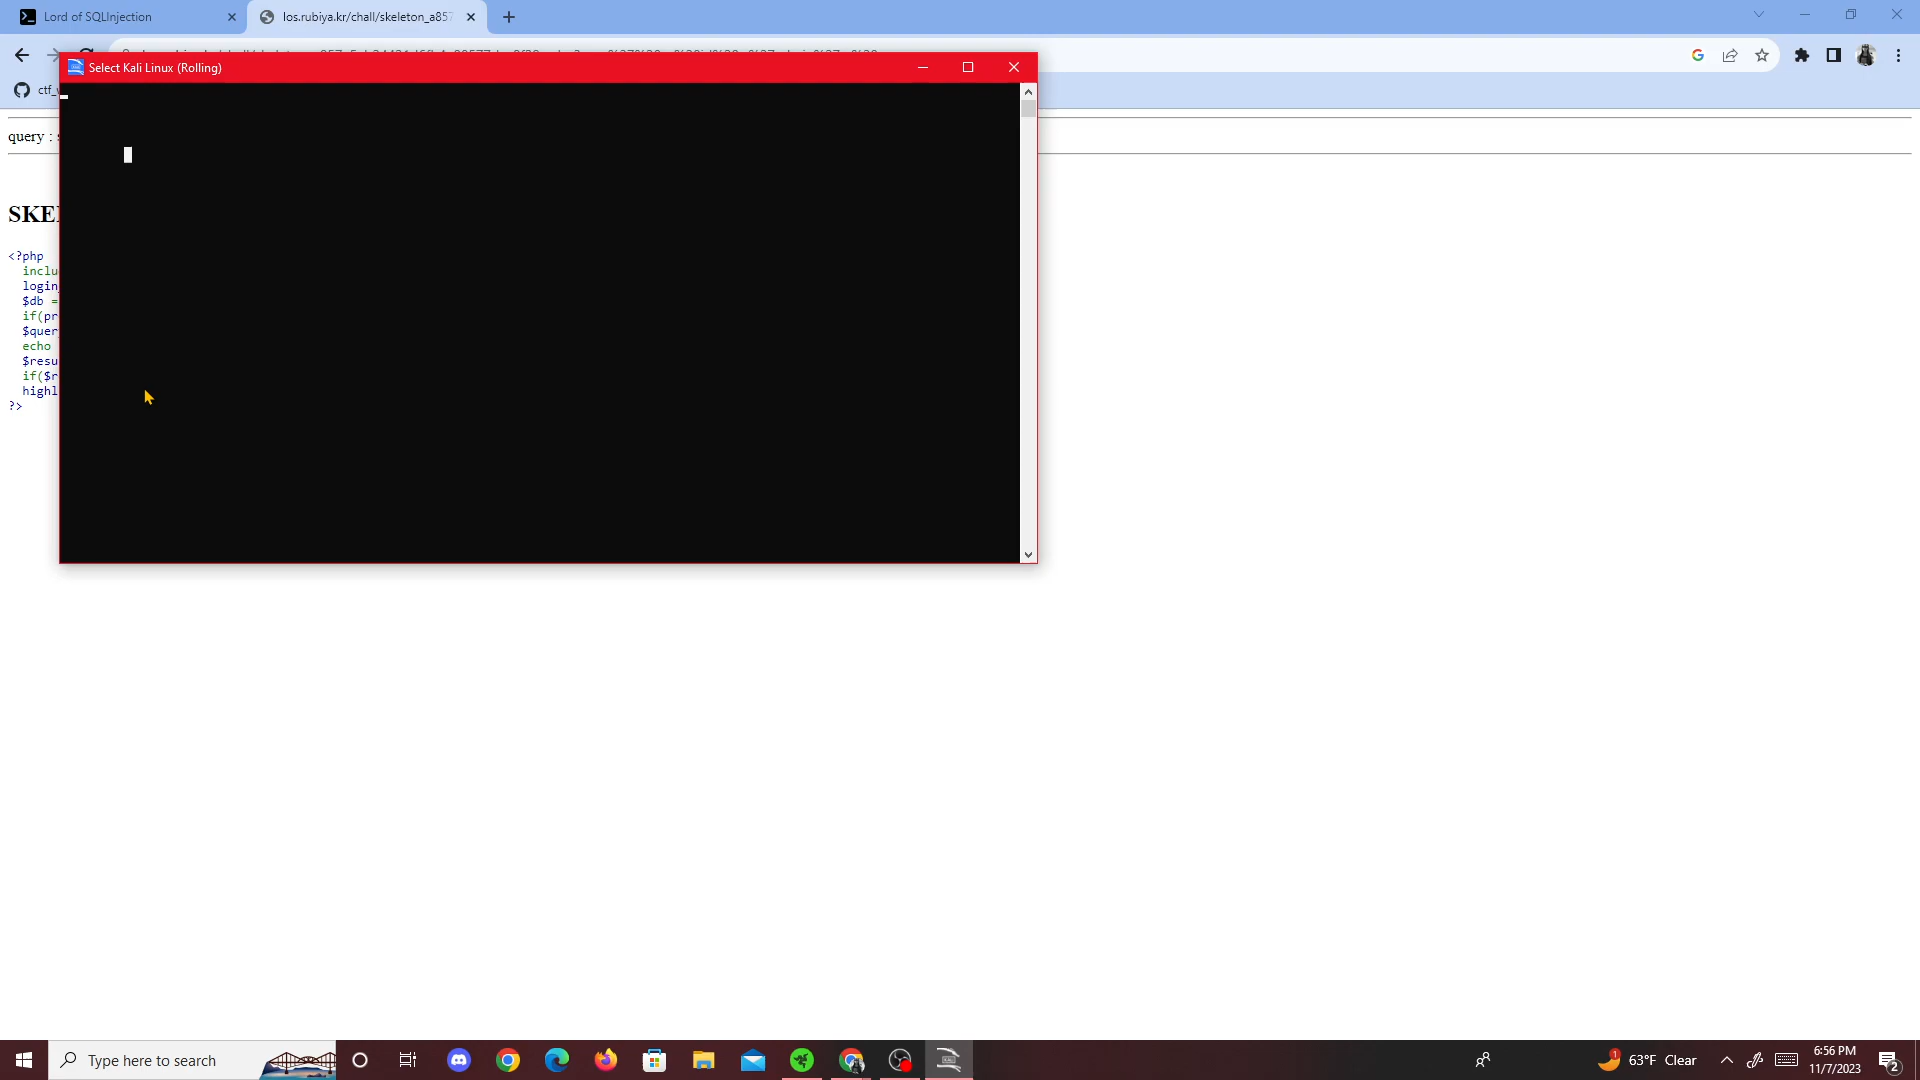 Lord of SQLInjection
los.rubiya.kr/chall/skeleton_a857
Select Kali Linux (Rolling)
ctf_
query :
SKE
<?php
inclu
login
$db =
if(pr
$quer
echo
$resu
if($r
highl
?>
Type here to search
1
63°F Clear
6:56 PM
11/7/2023
2